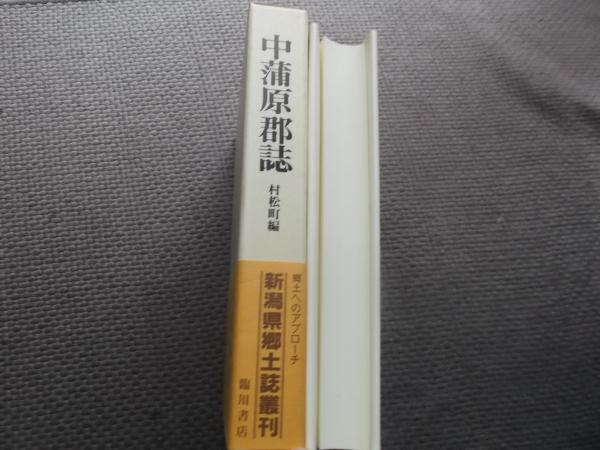 中蒲原郡誌
村松町編
郷土へのアプローチ
新潟県郷土誌叢刊
臨川書店